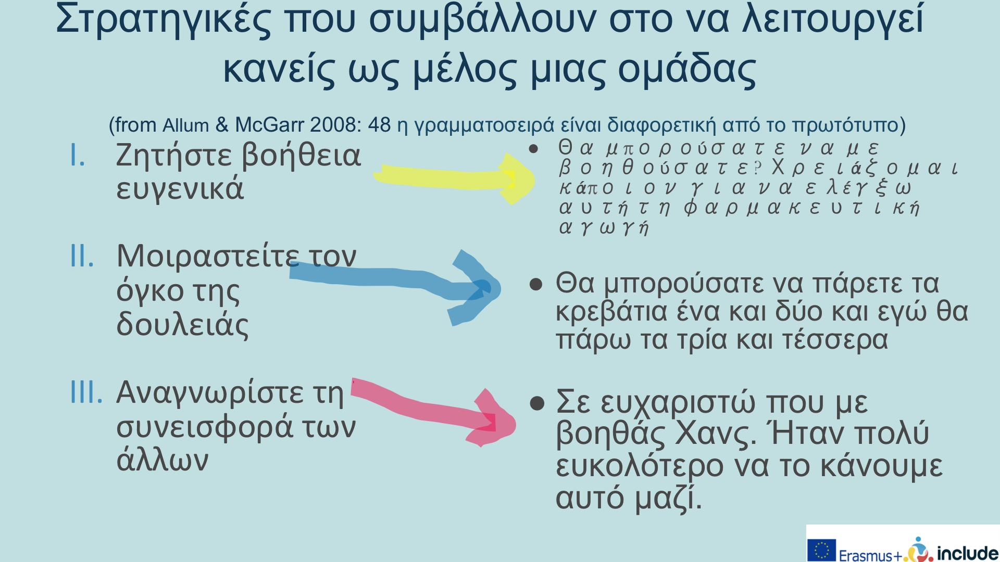 Στρατηγικές που συμβάλλουν στο να λειτουργεί
κανείς ως μέλος μιας ομάδας
(from Allum & McGarr 2008: 48 η γραμματοσειρά είναι διαφορετική από το πρωτότυπο)
I. Ζητήστε βοήθεια
ευγενικά
• Θα μπορούσατε να με
βοηθούσατε? Χρειάζομαι
κάποιον για να ελέγξω
αυτή τη φαρμακευτική
αγωγή
II. Μοιραστείτε τον
όγκο της
δουλειάς
• Θα μπορούσατε να πάρετε τα
κρεβάτια ένα και δύο και εγώ θα
πάρω τα τρία και τέσσερα
III. Αναγνωρίστε τη
συνεισφορά των
άλλων
• Σε ευχαριστώ που με
βοηθάς Χανς. Ήταν πολύ
ευκολότερο να το κάνουμε
αυτό μαζί.
Erasmus+ include